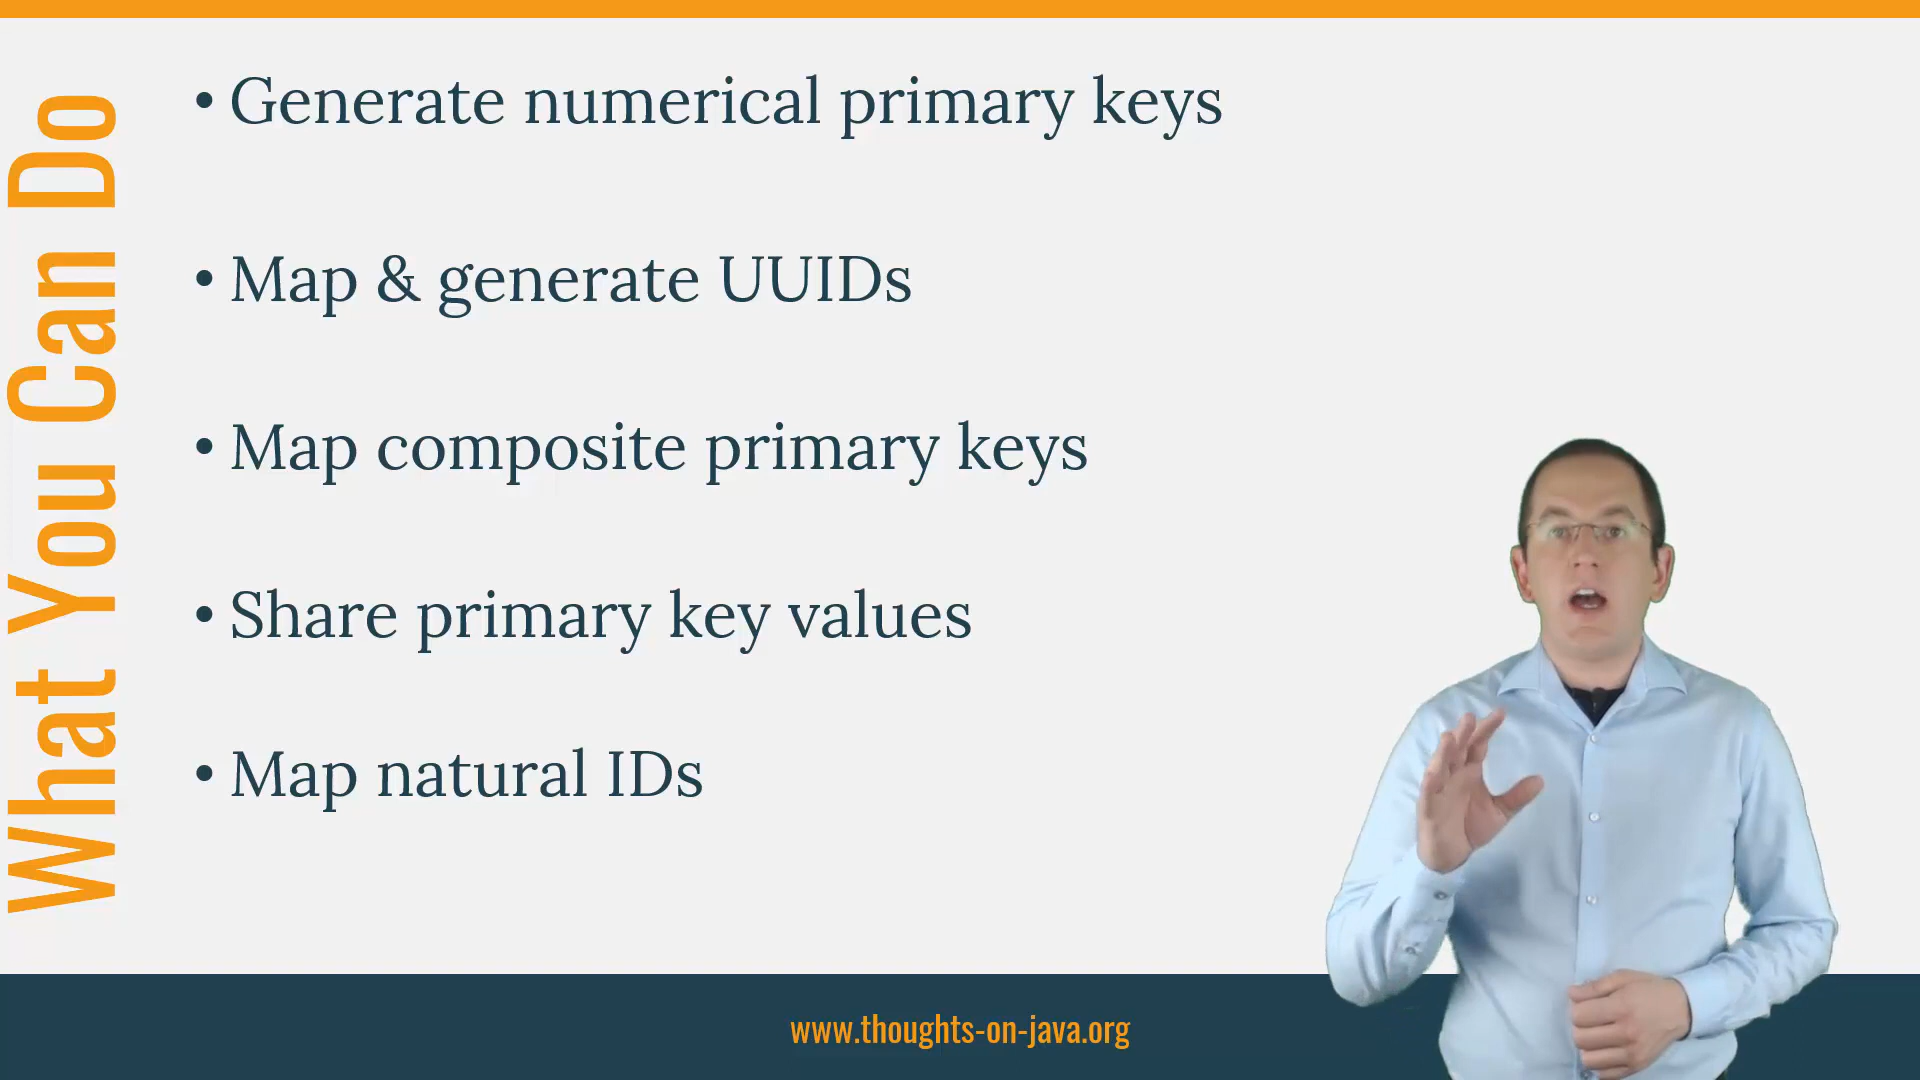 What You Can Do
• Generate numerical primary keys
• Map & generate UUIDs
• Map composite primary keys
• Share primary key values
• Map natural IDs
www.thoughts-on-java.org